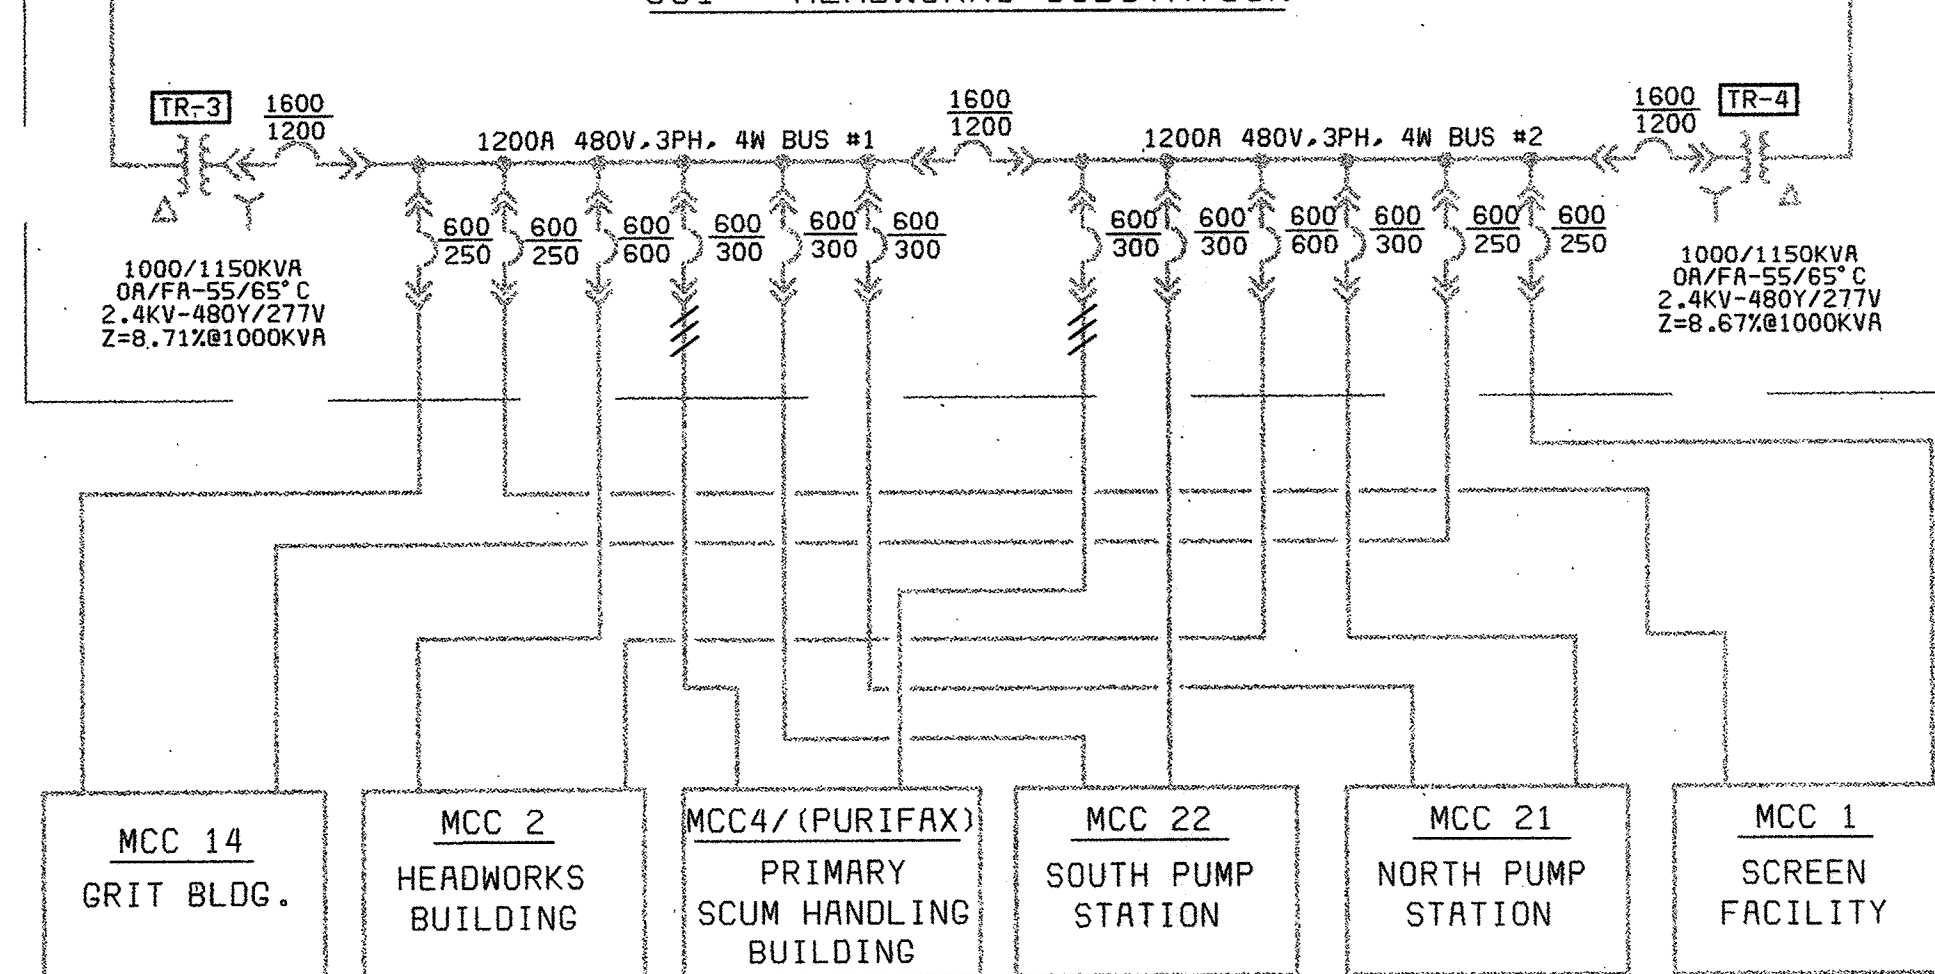 TR-3
1600
1200
1200A 480V.3PH. 4W BUS #1
1600
1200
1200A 480V.3PH. 4W BUS #2
1600
1200
TR-4
600
250
600
250
600
600
600
300
600
300
600
300
600
300
600
300
600
600
600
300
600
250
600
250
1000/1150KVA
OA/FA-55/65°C
2.4KV-480Y/277V
Z=8.71%@1000KVA
1000/1150KVA
OA/FA-55/65°C
2.4KV-480Y/277V
Z=8.67%@1000KVA
MCC 14
GRIT BLDG.
MCC 2
HEADWORKS
BUILDING
MCC4/(PURIFAX)
PRIMARY
SCUM HANDLING
BUILDING
MCC 22
SOUTH PUMP
STATION
MCC 21
NORTH PUMP
STATION
MCC 1
SCREEN
FACILITY